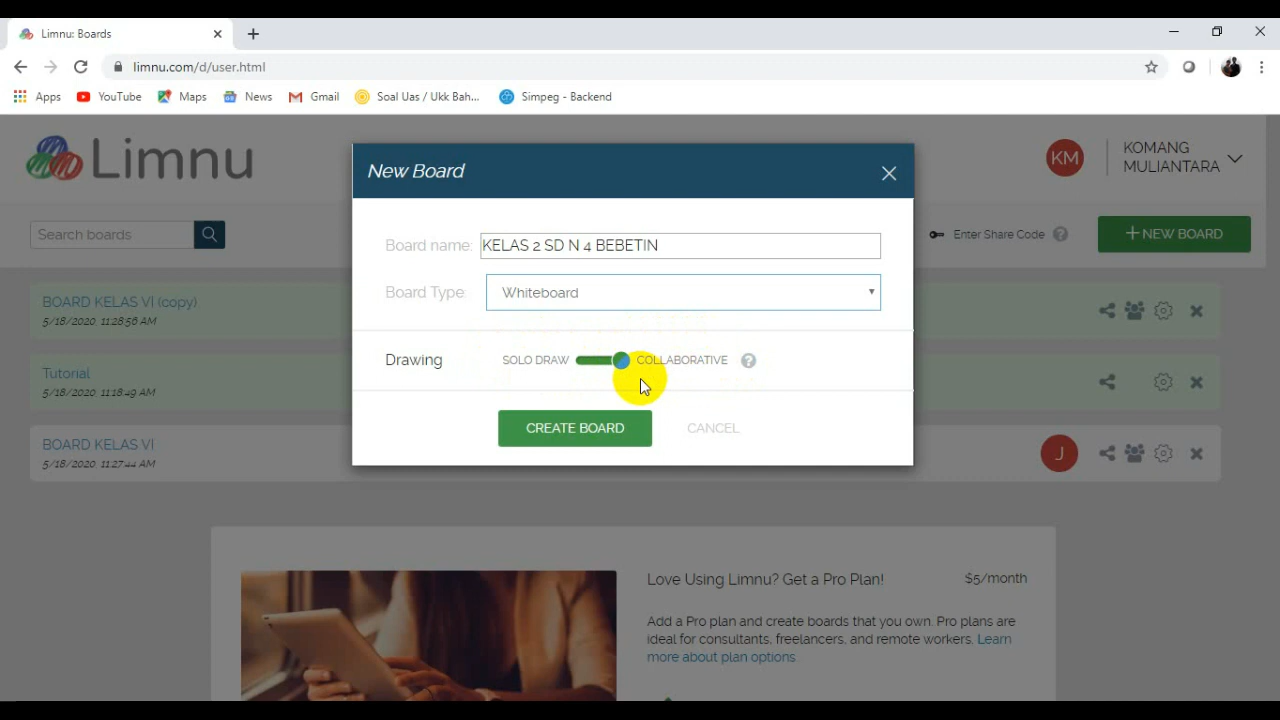 Limnu: Boards
limnu.com/d/user.html
Apps YouTube Maps News Gmail Soal Uas / Ukk Bah... Simpeg - Backend
Limnu
KM
KOMANG
MULIANTARA
Search boards
Enter Share Code ?
+ NEW BOARD
New Board
Board name: KELAS 2 SD N 4 BEBETIN
Board Type: Whiteboard
Drawing SOLO DRAW COLLABORATIVE ?
CREATE BOARD CANCEL
BOARD KELAS VI (copy)
5/18/2020, 11:28:56 AM
Tutorial
5/18/2020, 11:18:49 AM
BOARD KELAS VI
5/18/2020, 11:27:44 AM
J
Love Using Limnu? Get a Pro Plan! $5/month
Add a Pro plan and create boards that you own. Pro plans are
ideal for consultants, freelancers, and remote workers. Learn
more about plan options